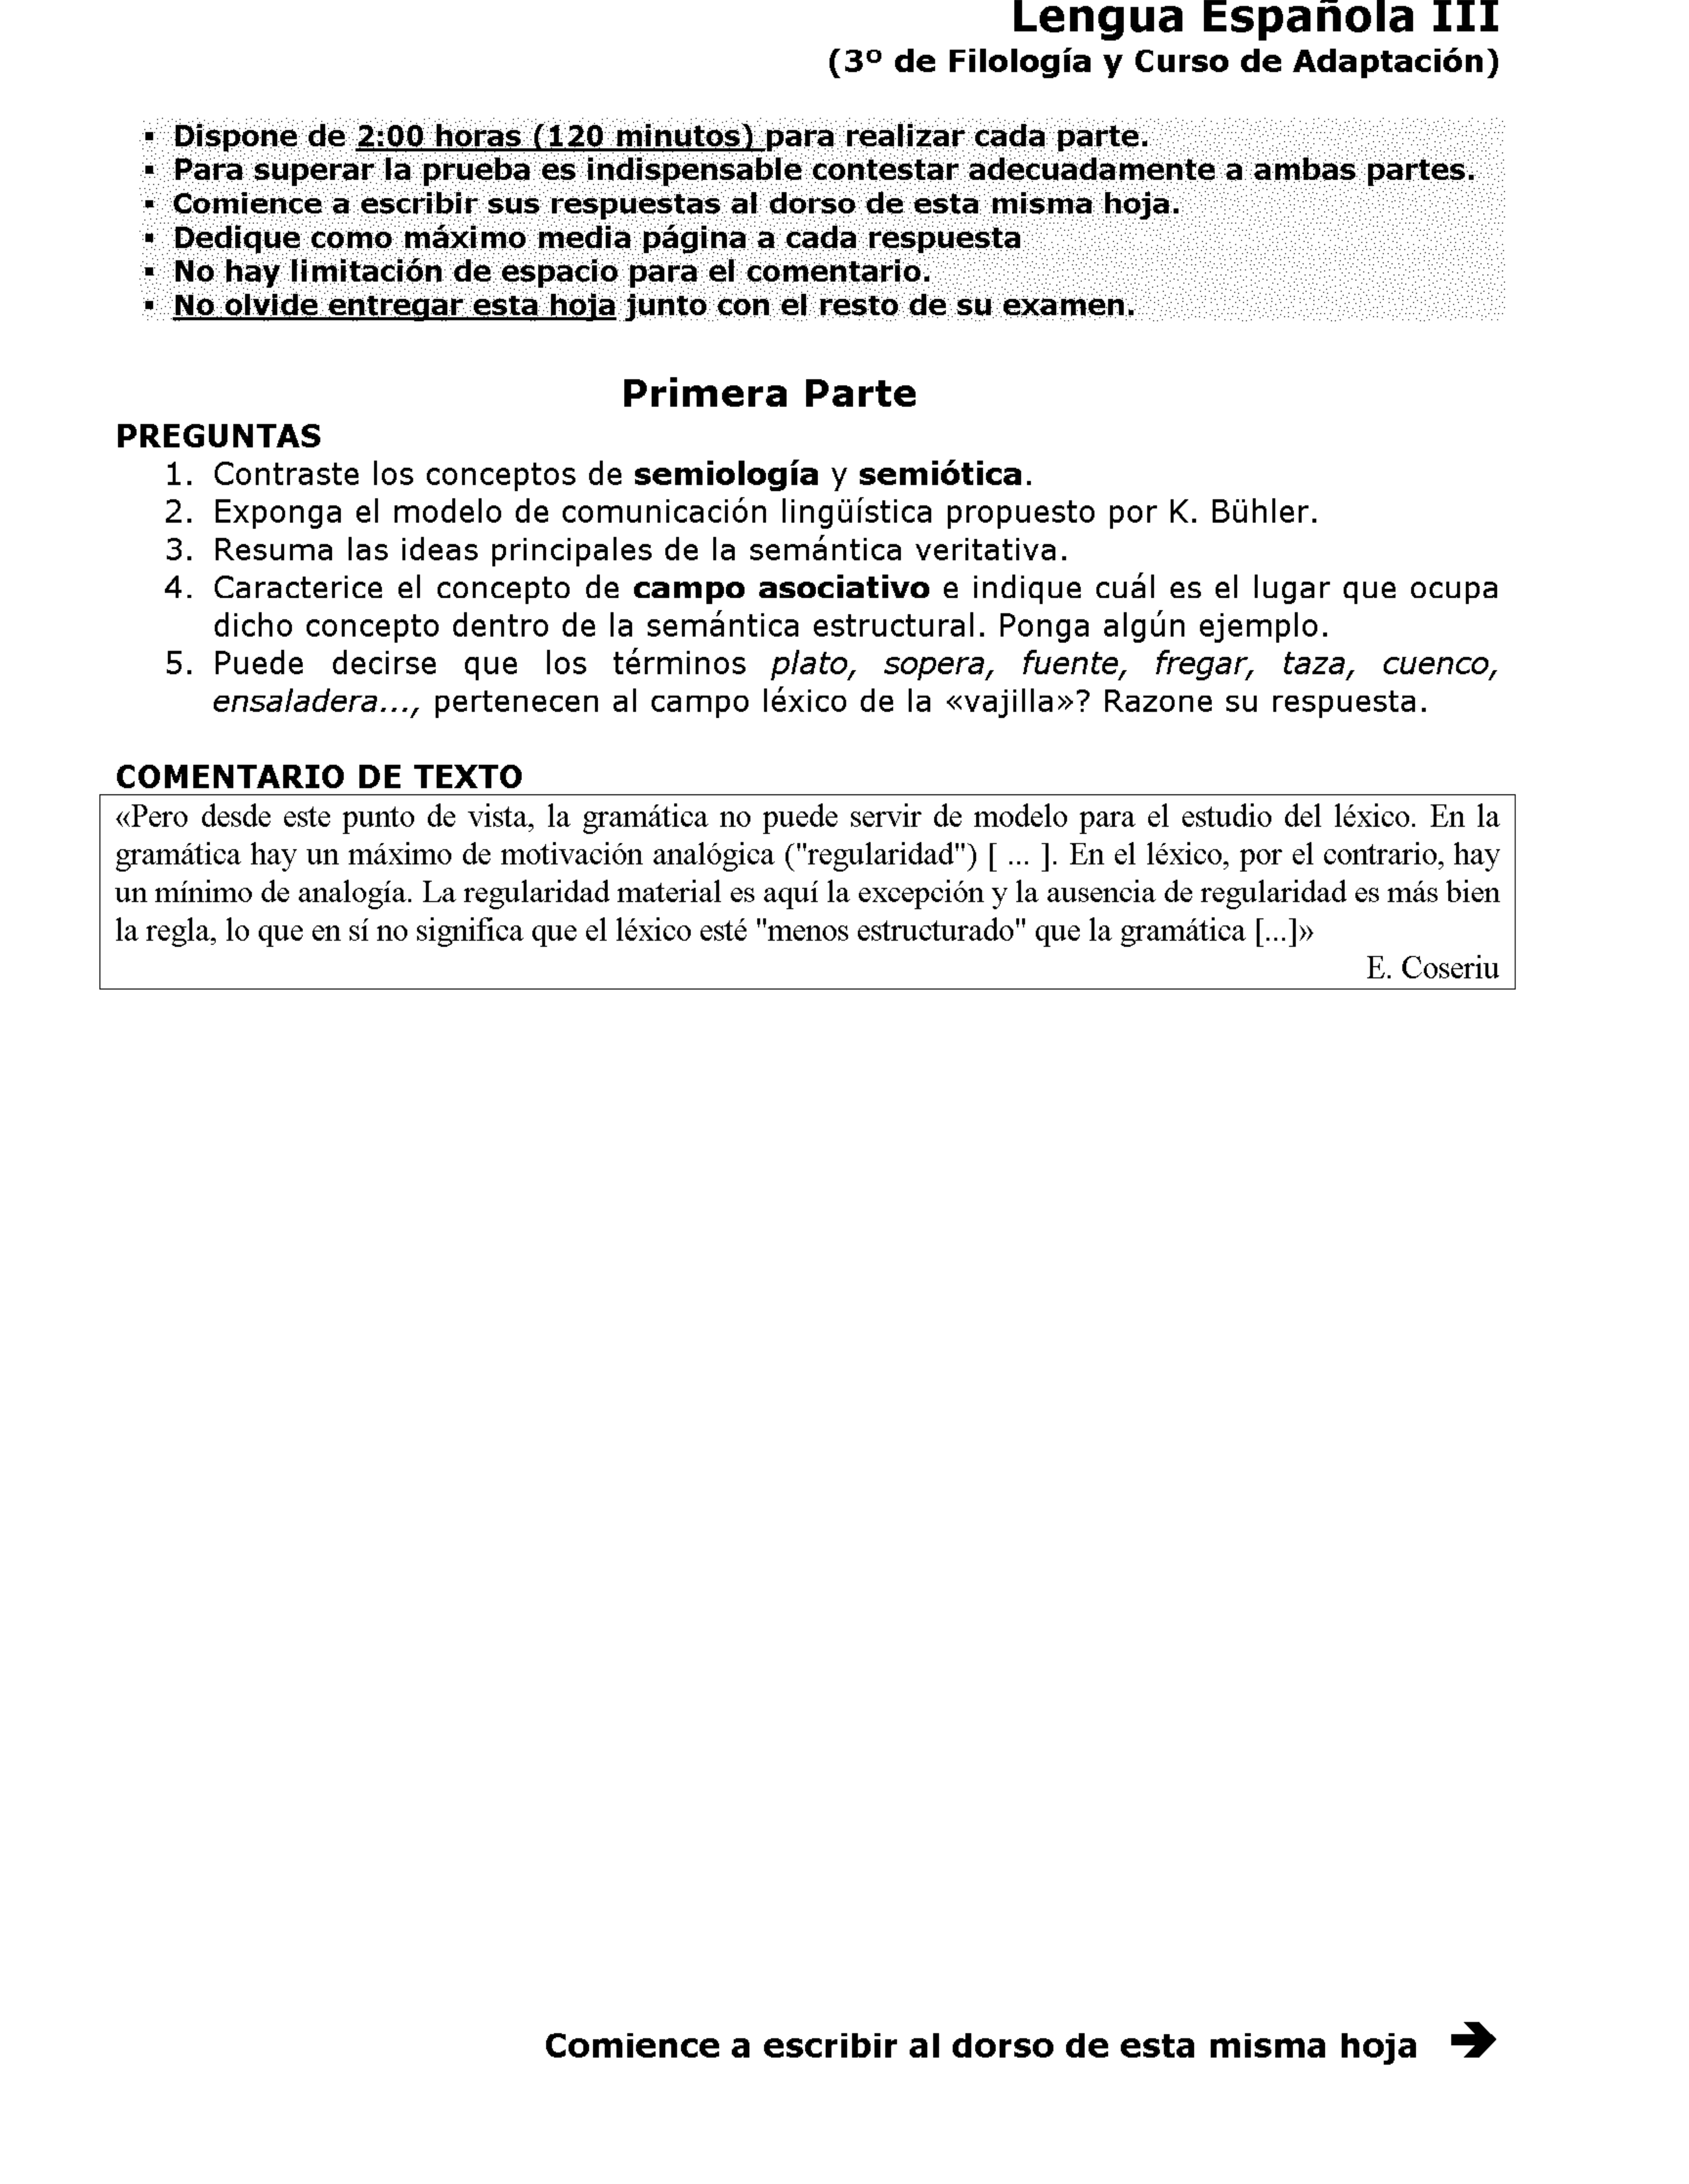 Lengua Española III
(3º de Filología y Curso de Adaptación)
▪ Dispone de 2:00 horas (120 minutos) para realizar cada parte.
▪ Para superar la prueba es indispensable contestar adecuadamente a ambas partes.
▪ Comience a escribir sus respuestas al dorso de esta misma hoja.
▪ Dedique como máximo media página a cada respuesta
▪ No hay limitación de espacio para el comentario.
▪ No olvide entregar esta hoja junto con el resto de su examen.
Primera Parte
PREGUNTAS
1. Contraste los conceptos de semiología y semiótica.
2. Exponga el modelo de comunicación lingüística propuesto por K. Bühler.
3. Resuma las ideas principales de la semántica veritativa.
4. Caracterice el concepto de campo asociativo e indique cuál es el lugar que ocupa
dicho concepto dentro de la semántica estructural. Ponga algún ejemplo.
5. Puede decirse que los términos plato, sopera, fuente, fregar, taza, cuenco,
ensaladera..., pertenecen al campo léxico de la «vajilla»? Razone su respuesta.
COMENTARIO DE TEXTO
«Pero desde este punto de vista, la gramática no puede servir de modelo para el estudio del léxico. En la
gramática hay un máximo de motivación analógica ("regularidad") [ ... ]. En el léxico, por el contrario, hay
un mínimo de analogía. La regularidad material es aquí la excepción y la ausencia de regularidad es más bien
la regla, lo que en sí no significa que el léxico esté "menos estructurado" que la gramática [...]»
E. Coseriu
Comience a escribir al dorso de esta misma hoja ➔